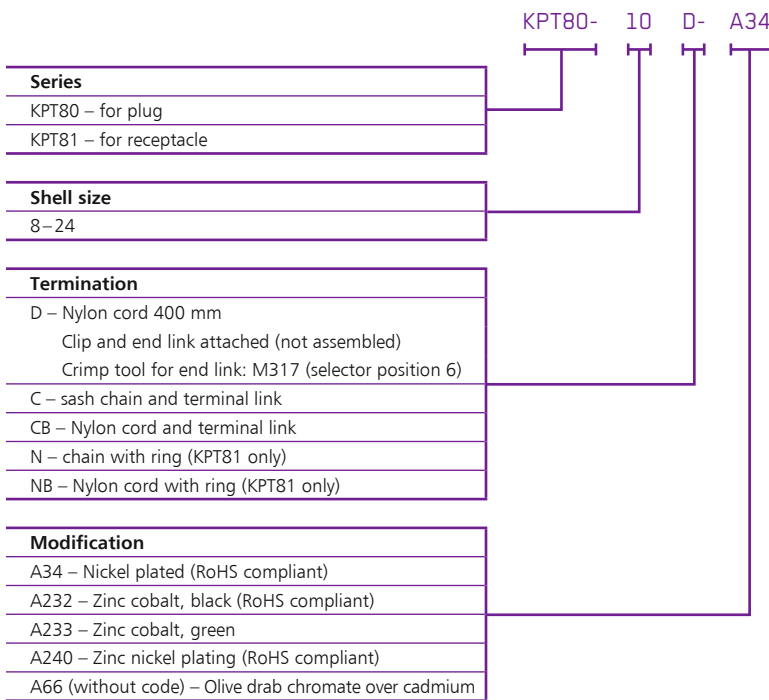 KPT80- 10 D- A34
Series
KPT80 – for plug
KPT81 – for receptacle
Shell size
8–24
Termination
D – Nylon cord 400 mm
Clip and end link attached (not assembled)
Crimp tool for end link: M317 (selector position 6)
C – sash chain and terminal link
CB – Nylon cord and terminal link
N – chain with ring (KPT81 only)
NB – Nylon cord with ring (KPT81 only)
Modification
A34 – Nickel plated (RoHS compliant)
A232 – Zinc cobalt, black (RoHS compliant)
A233 – Zinc cobalt, green
A240 – Zinc nickel plating (RoHS compliant)
A66 (without code) – Olive drab chromate over cadmium